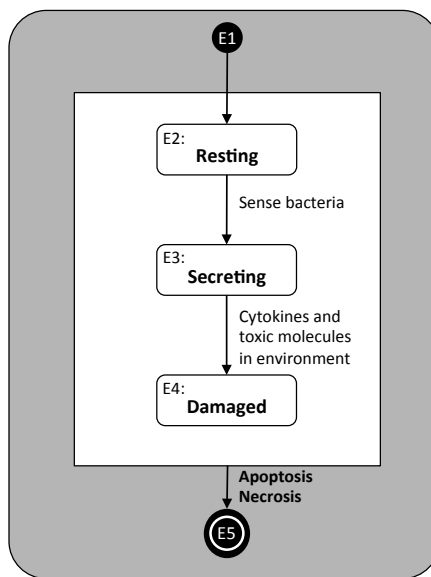 E1
E2:
Resting
Sense bacteria
E3:
Secreting
Cytokines and
toxic molecules
in environment
E4:
Damaged
Apoptosis
Necrosis
E5